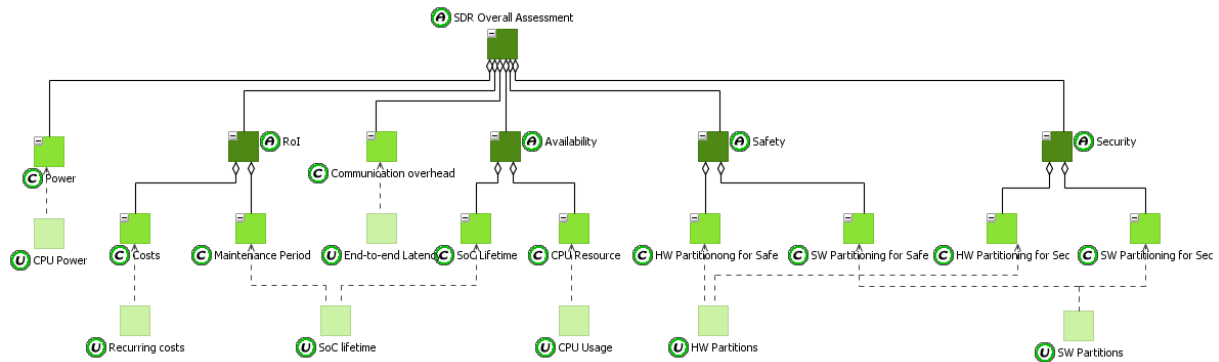 A SDR Overall Assessment
A RoI
A Availability
A Safety
A Security
C Power
C Communication overhead
U CPU Power
C Costs
C Maintenance Period
U End-to-end Latency
C SoC Lifetime
C CPU Resource
C HW Partitionong for Safe
C SW Partitioning for Safe
C HW Partitioning for Sec
C SW Partitioning for Sec
U Recurring costs
U SoC lifetime
U CPU Usage
U HW Partitions
U SW Partitions